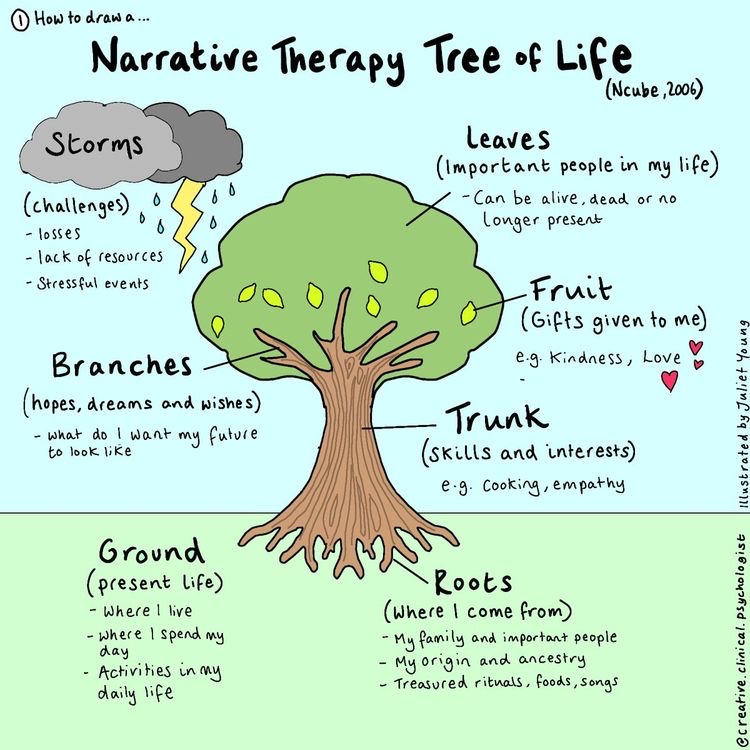 ① How to draw a...
Narrative Therapy Tree of Life
(Ncube, 2006)
Storms
(challenges)
- losses
- lack of resources
- Stressful events
Leaves
(Important people in my life)
- Can be alive, dead or no
longer present
Fruit
(Gifts given to me)
e.g. Kindness, Love
-
Branches
(hopes, dreams and wishes)
- what do I want my future
to look like
Trunk
(skills and interests)
e.g. Cooking, empathy
Ground
(present life)
- Where I live
- Where I spend my
day
- Activities in my
daily life
Roots
(Where I come from)
- My family and important people
- My origin and ancestry
- Treasured rituals, foods, songs
Illustrated by Juliet Young
@creative.clinical.psychologist